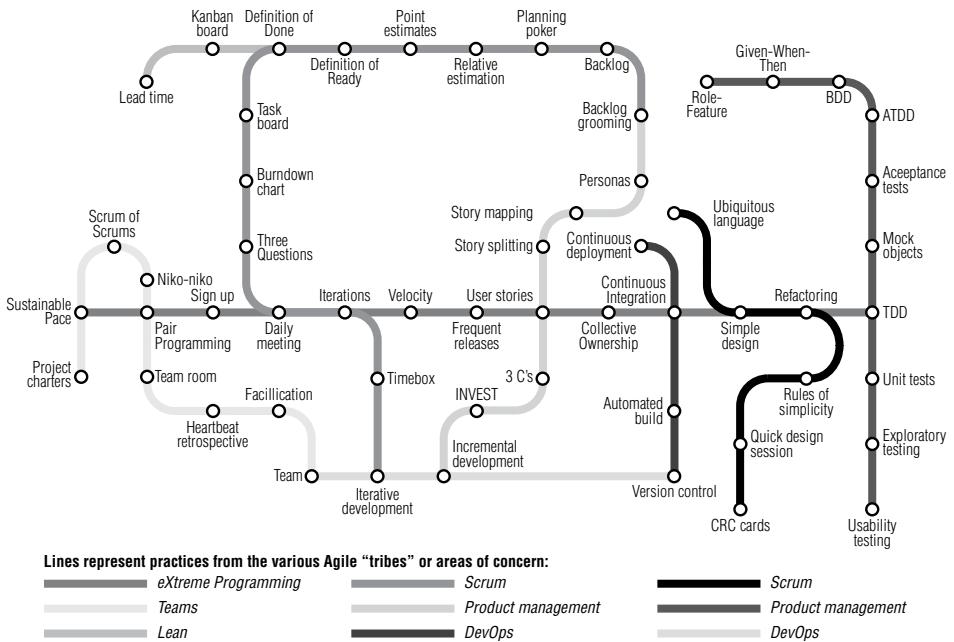 Kanban
board
Definition of
Done
Point
estimates
Planning
poker
Lead time
Definition of
Ready
Relative
estimation
Backlog
Given-When-
Then
Role-
Feature
BDD
Task
board
Backlog
grooming
ATDD
Burndown
chart
Personas
Aceeptance
tests
Scrum of
Scrums
Story mapping
Ubiquitous
language
Three
Questions
Story splitting
Continuous
deployment
Mock
objects
Niko-niko
Sustainable
Pace
Sign up
Iterations
Velocity
User stories
Continuous
Integration
Refactoring
TDD
Pair
Programming
Daily
meeting
Frequent
releases
Collective
Ownership
Simple
design
Project
charters
Team room
Timebox
3 C's
Rules of
simplicity
Unit tests
Facillication
INVEST
Automated
build
Heartbeat
retrospective
Incremental
development
Quick design
session
Exploratory
testing
Team
Iterative
development
Version control
CRC cards
Usability
testing
Lines represent practices from the various Agile “tribes” or areas of concern:
eXtreme Programming
Scrum
Scrum
Teams
Product management
Product management
Lean
DevOps
DevOps